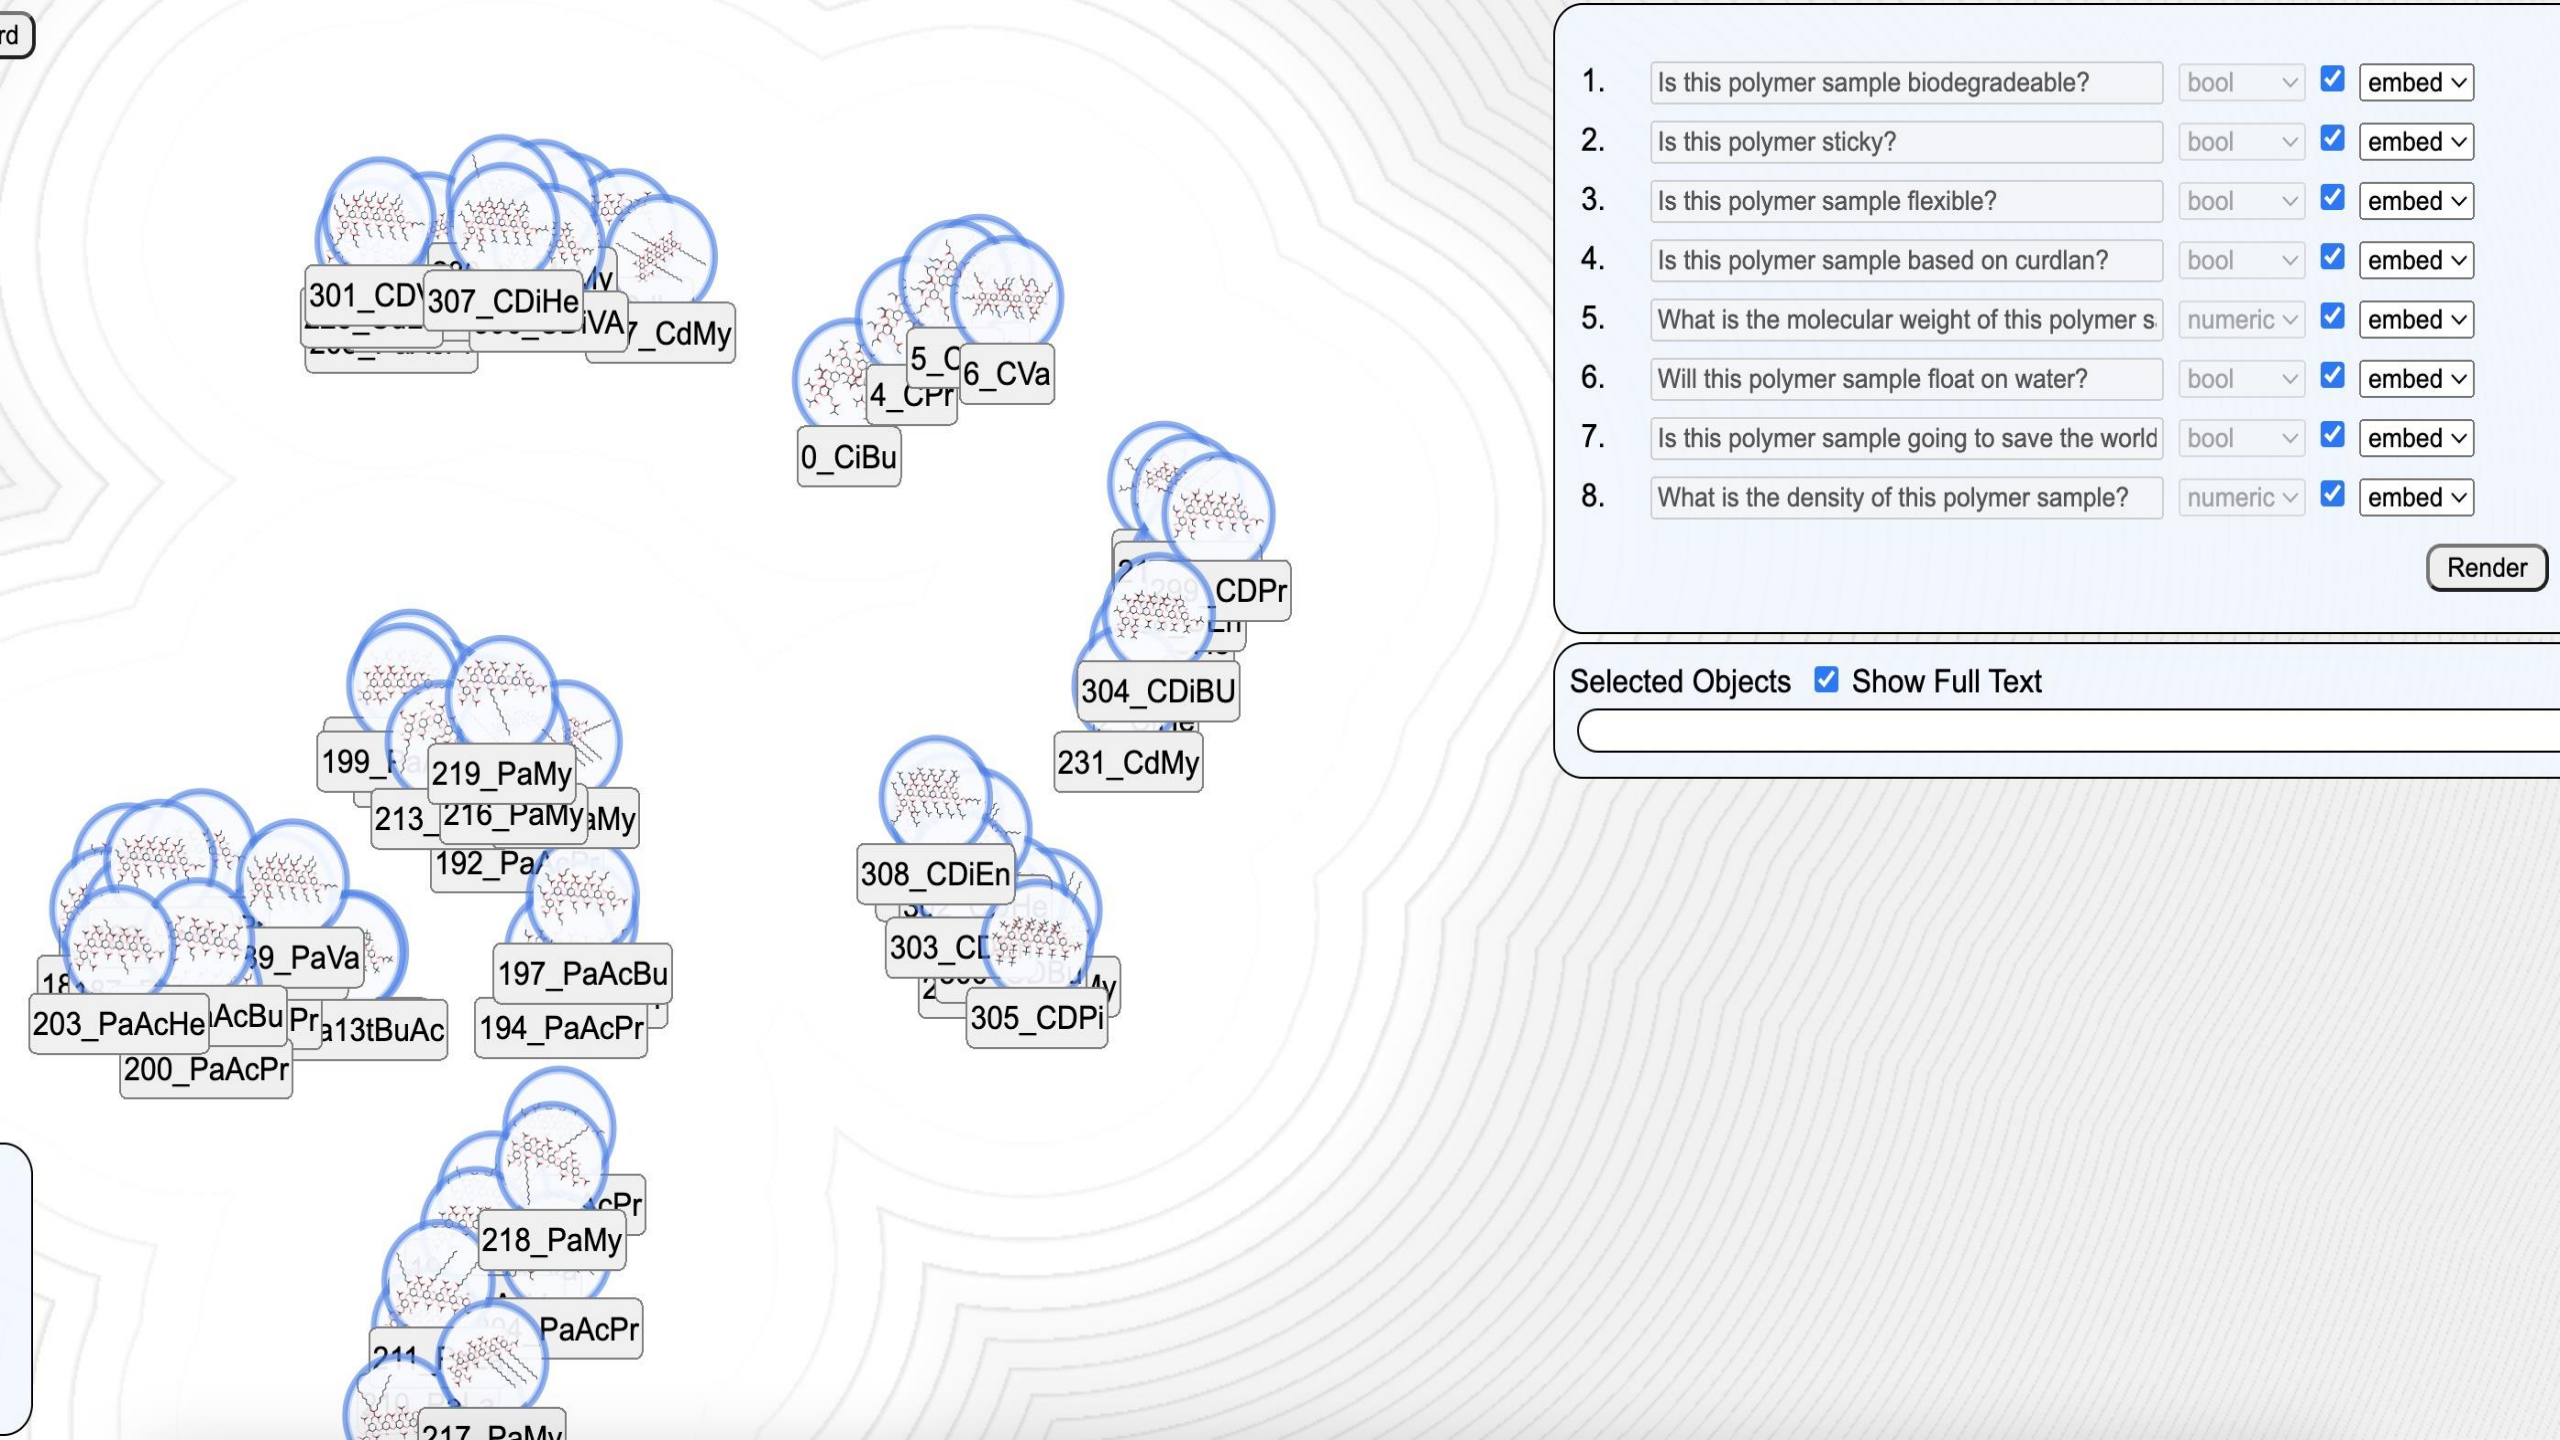 rd
301_CD
307_CDiHe
iVA
7_CdMy
5_C
6_CVa
4_CPr
0_CiBu
CDPr
304_CDiBU
231_CdMy
199_
219_PaMy
213_
216_PaMy
aMy
192_Pa
308_CDiEn
303_CD
305_CDPi
39_PaVa
18
203_PaAcHe
AcBu
Pr
a13tBuAc
200_PaAcPr
197_PaAcBu
194_PaAcPr
cPr
218_PaMy
PaAcPr
211_
217_PaMy
1. Is this polymer sample biodegradeable? bool embed
2. Is this polymer sticky? bool embed
3. Is this polymer sample flexible? bool embed
4. Is this polymer sample based on curdlan? bool embed
5. What is the molecular weight of this polymer s numeric embed
6. Will this polymer sample float on water? bool embed
7. Is this polymer sample going to save the world bool embed
8. What is the density of this polymer sample? numeric embed
Render
Selected Objects Show Full Text